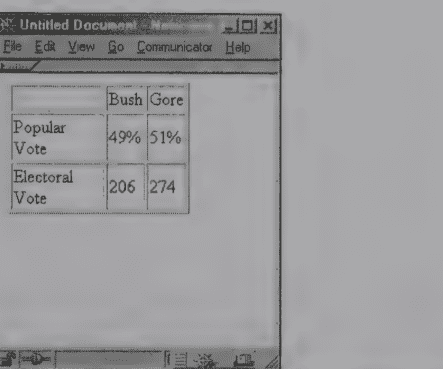 Untitled Document
File Edit View Go Communicator Help
Bush Gore
Popular
Vote
49% 51%
Electoral
Vote
206 274